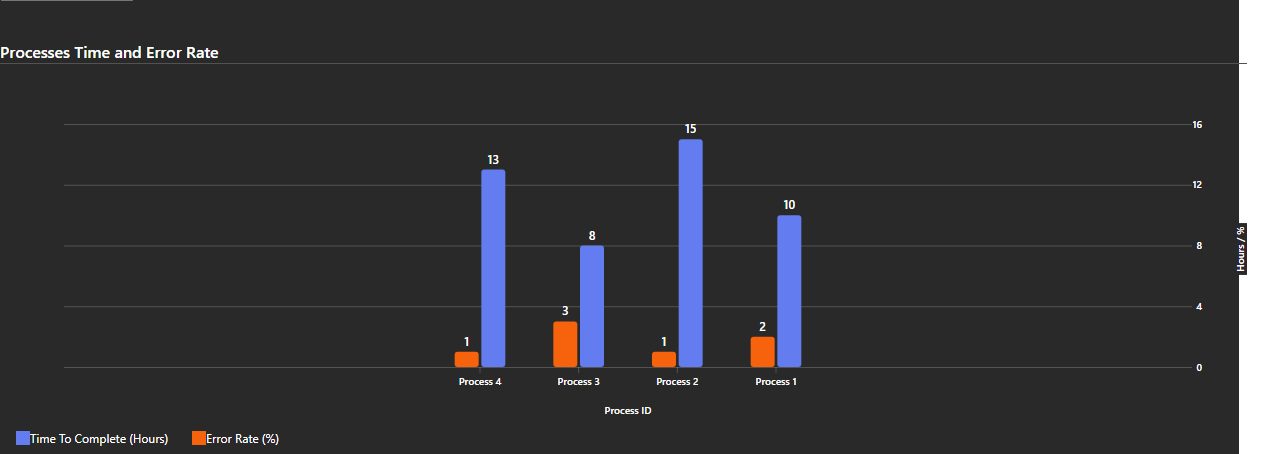 Processes Time and Error Rate
16
15
13
12
10
Hours / %
8
8
4
3
2
1
1
0
Process 4
Process 3
Process 2
Process 1
Process ID
Time To Complete (Hours)
Error Rate (%)